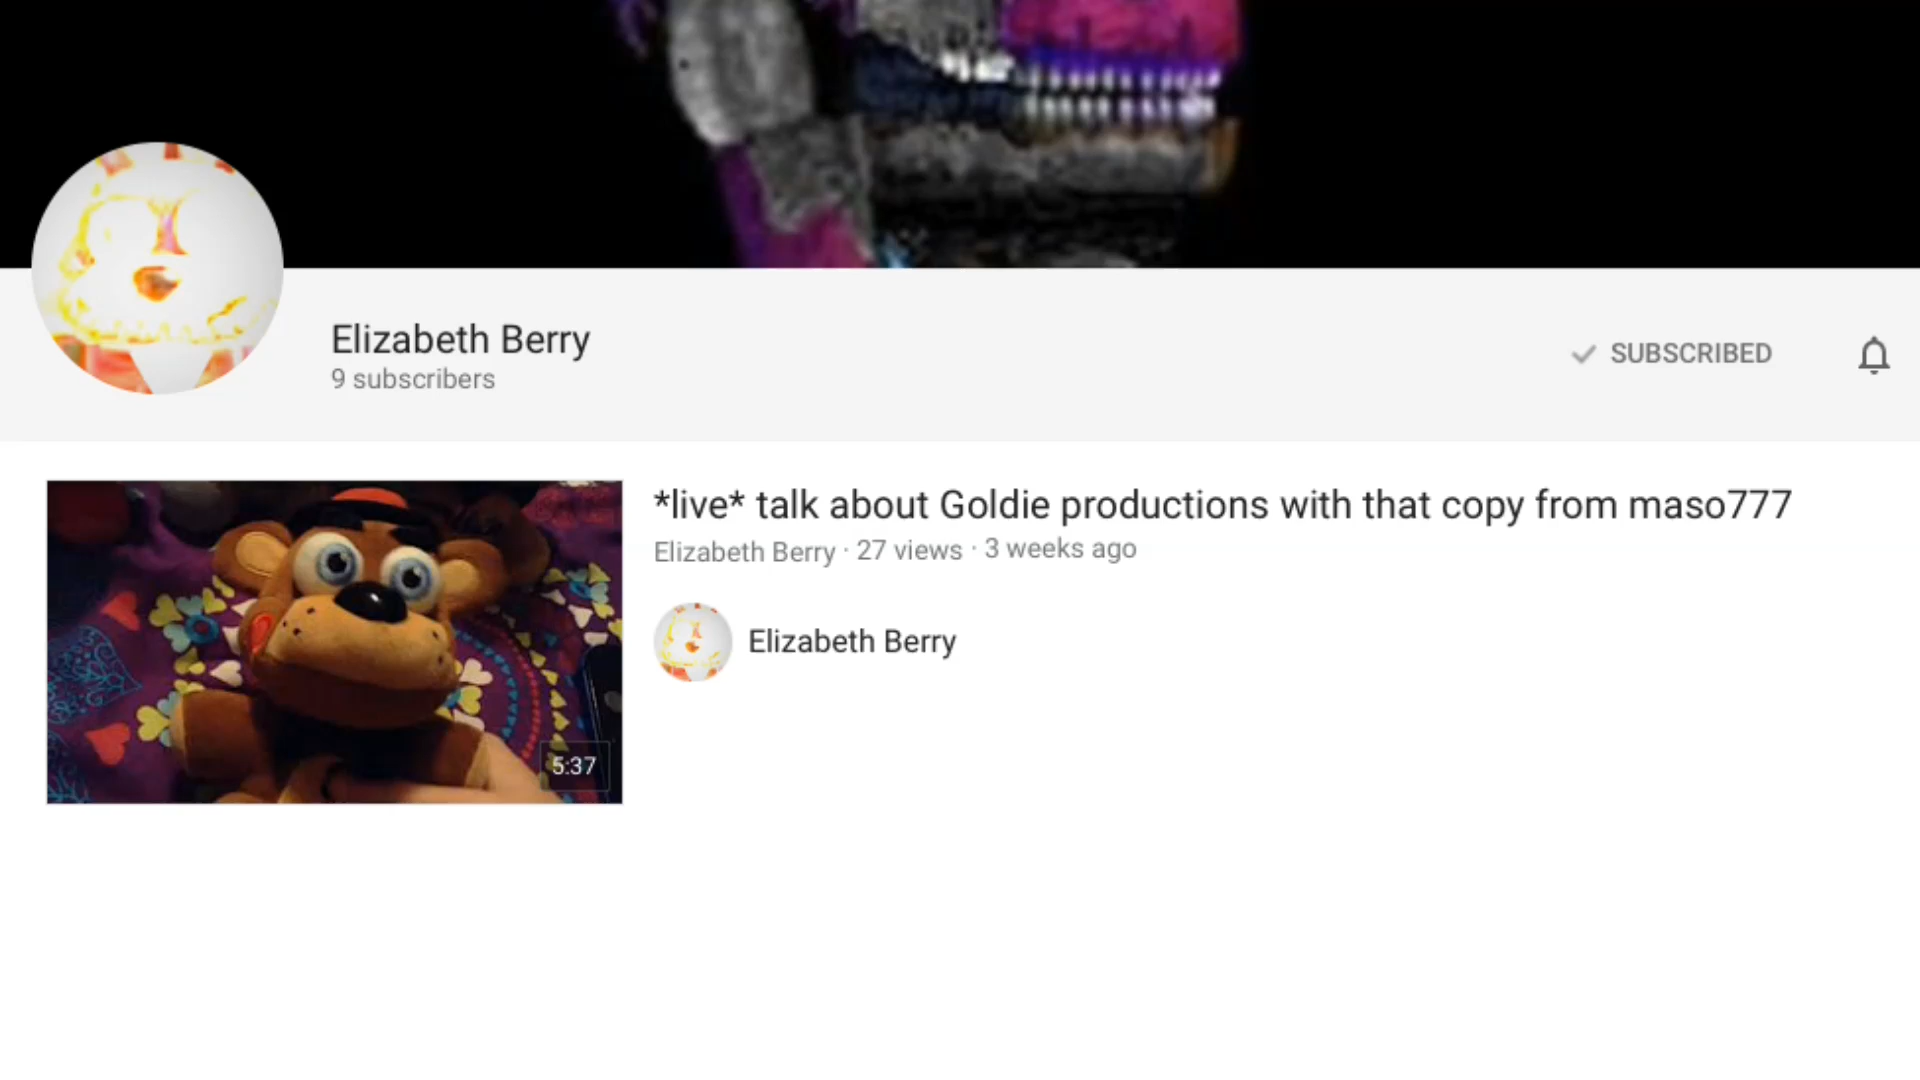 Elizabeth Berry
9 subscribers
SUBSCRIBED
*live* talk about Goldie productions with that copy from maso777
Elizabeth Berry · 27 views · 3 weeks ago
Elizabeth Berry
5:37